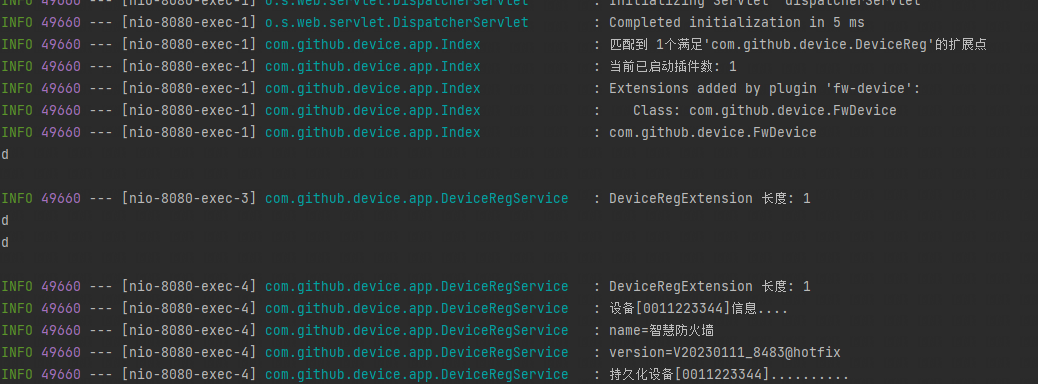 INFO 49660 --- [nio-8080-exec-1] o.s.web.servlet.DispatcherServlet : Initializing Servlet 'dispatcherServlet'
INFO 49660 --- [nio-8080-exec-1] o.s.web.servlet.DispatcherServlet : Completed initialization in 5 ms
INFO 49660 --- [nio-8080-exec-1] com.github.device.app.Index : 匹配到 1个满足'com.github.device.DeviceReg'的扩展点
INFO 49660 --- [nio-8080-exec-1] com.github.device.app.Index : 当前已启动插件数: 1
INFO 49660 --- [nio-8080-exec-1] com.github.device.app.Index : Extensions added by plugin 'fw-device':
INFO 49660 --- [nio-8080-exec-1] com.github.device.app.Index : Class: com.github.device.FwDevice
INFO 49660 --- [nio-8080-exec-1] com.github.device.app.Index : com.github.device.FwDevice
d
INFO 49660 --- [nio-8080-exec-3] com.github.device.app.DeviceRegService : DeviceRegExtension 长度: 1
d
d
INFO 49660 --- [nio-8080-exec-4] com.github.device.app.DeviceRegService : DeviceRegExtension 长度: 1
INFO 49660 --- [nio-8080-exec-4] com.github.device.app.DeviceRegService : 设备[0011223344]信息....
INFO 49660 --- [nio-8080-exec-4] com.github.device.app.DeviceRegService : name=智慧防火墙
INFO 49660 --- [nio-8080-exec-4] com.github.device.app.DeviceRegService : version=V20230111_8483@hotfix
INFO 49660 --- [nio-8080-exec-4] com.github.device.app.DeviceRegService : 持久化设备[0011223344]..........